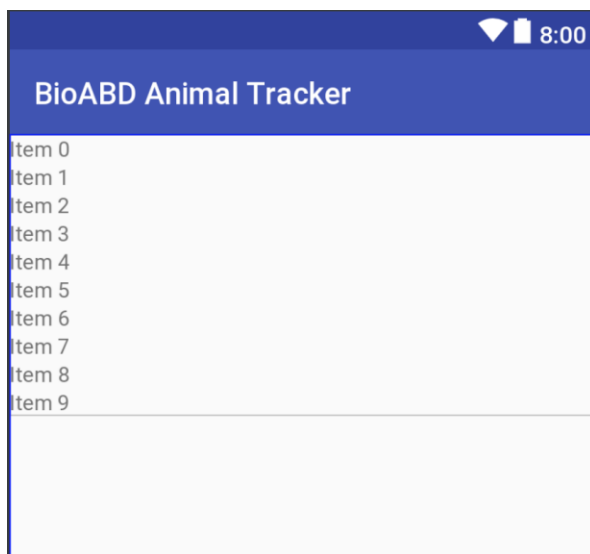 8:00
BioABD Animal Tracker
Item 0
Item 1
Item 2
Item 3
Item 4
Item 5
Item 6
Item 7
Item 8
Item 9